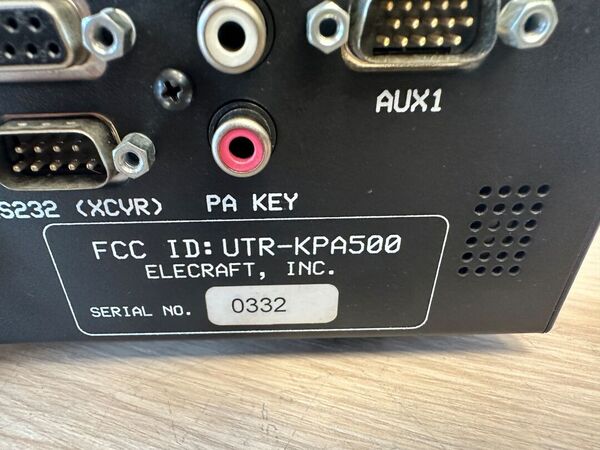 AUX1
S232 (XCVR)
PA KEY
FCC ID: UTR-KPA500
ELECRAFT, INC.
SERIAL NO. 0332